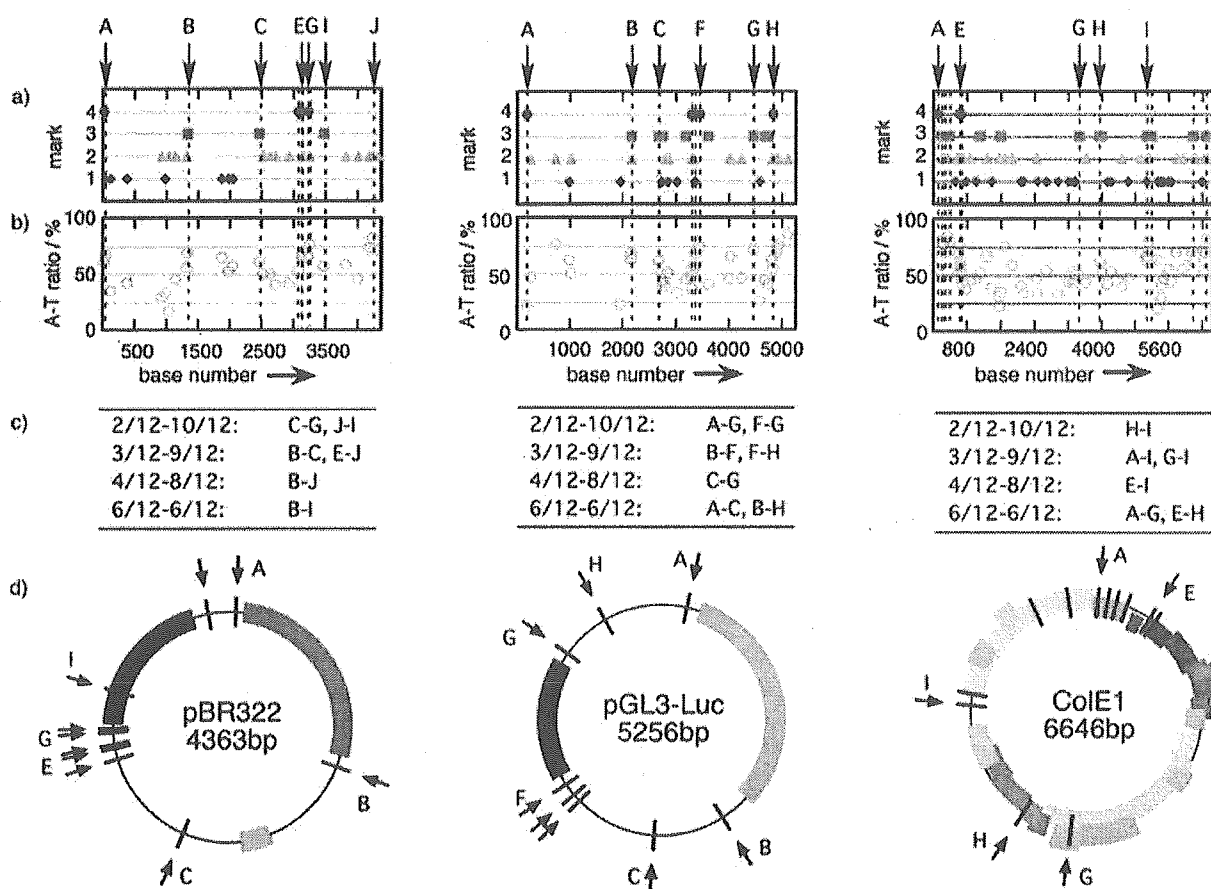 A B C E G I J
A B C F G H
A E G H I
a)
mark
4
3
2
1
b)
A-T ratio / %
100
50
0
500 1500 2500 3500
base number
1000 2000 3000 4000 5000
base number
800 2400 4000 5600
base number
100
50
0
c)
2/12-10/12: C-G, J-I
3/12-9/12: B-C, E-J
4/12-8/12: B-J
6/12-6/12: B-I
2/12-10/12: A-G, F-G
3/12-9/12: B-F, F-H
4/12-8/12: C-G
6/12-6/12: A-C, B-H
2/12-10/12: H-I
3/12-9/12: A-I, G-I
4/12-8/12: E-I
6/12-6/12: A-G, E-H
d)
A
I
G
E
C
B
pBR322
4363bp
H
A
G
F
C
B
pGL3-Luc
5256bp
A
E
I
H
G
ColE1
6646bp